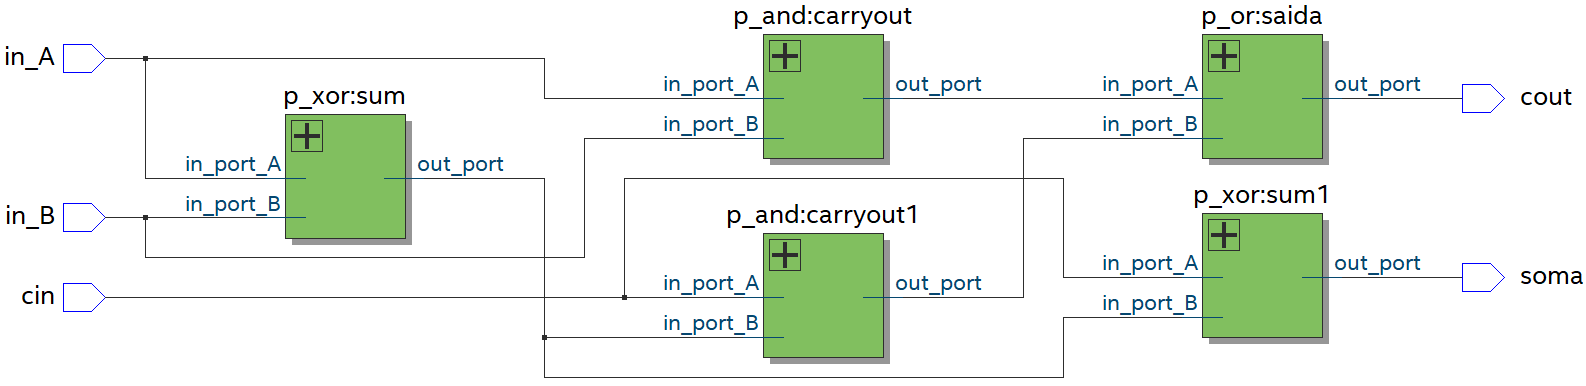 in_A
in_B
cin
p_xor:sum
in_port_A
in_port_B
out_port
p_and:carryout
in_port_A
in_port_B
out_port
p_and:carryout1
in_port_A
in_port_B
out_port
p_or:saida
in_port_A
in_port_B
out_port
p_xor:sum1
in_port_A
in_port_B
out_port
cout
soma